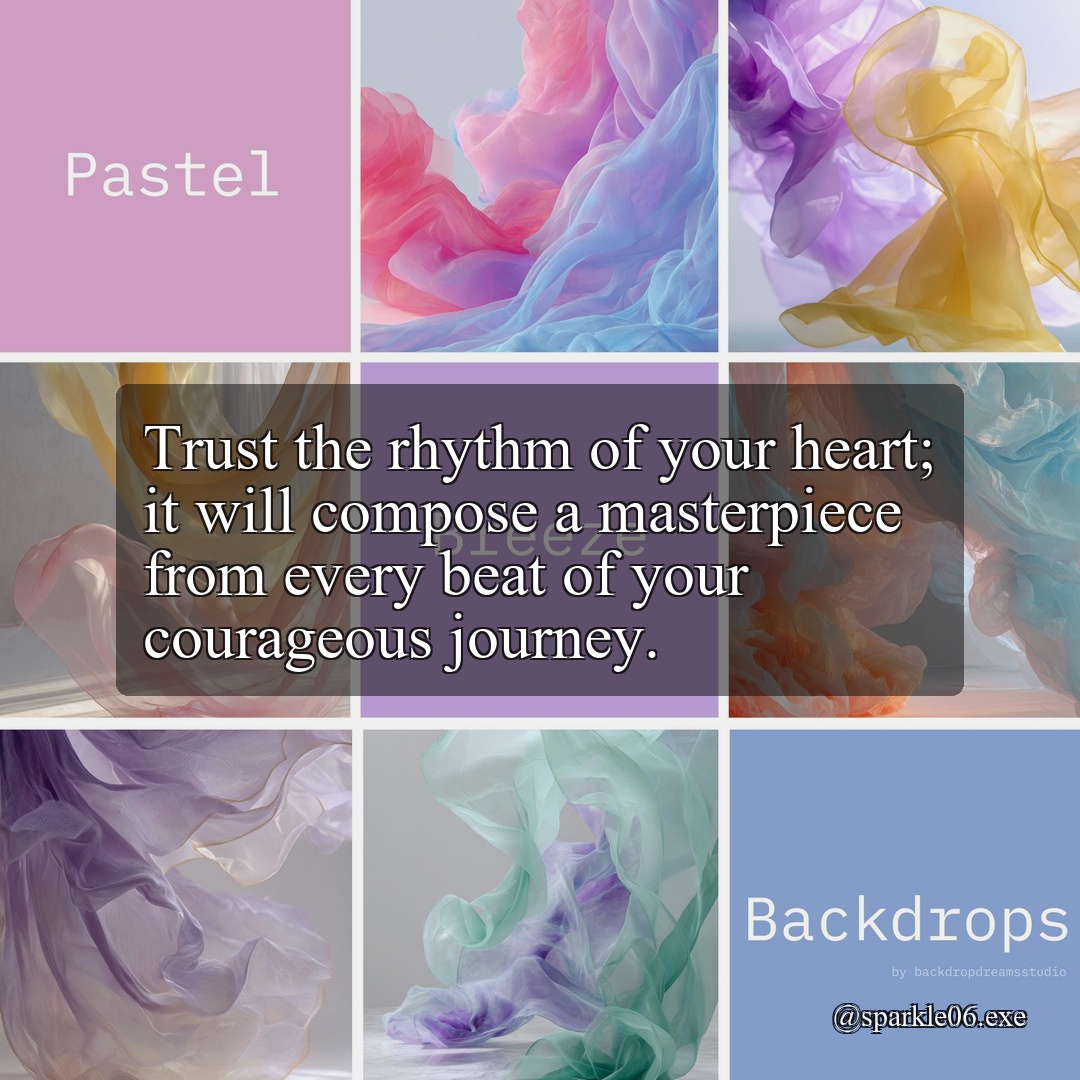 Pastel
Trust the rhythm of your heart;
it will compose a masterpiece
Breeze
from every beat of your
courageous journey.
Backdrops
by backdropdreamsstudio
@sparkle06.exe